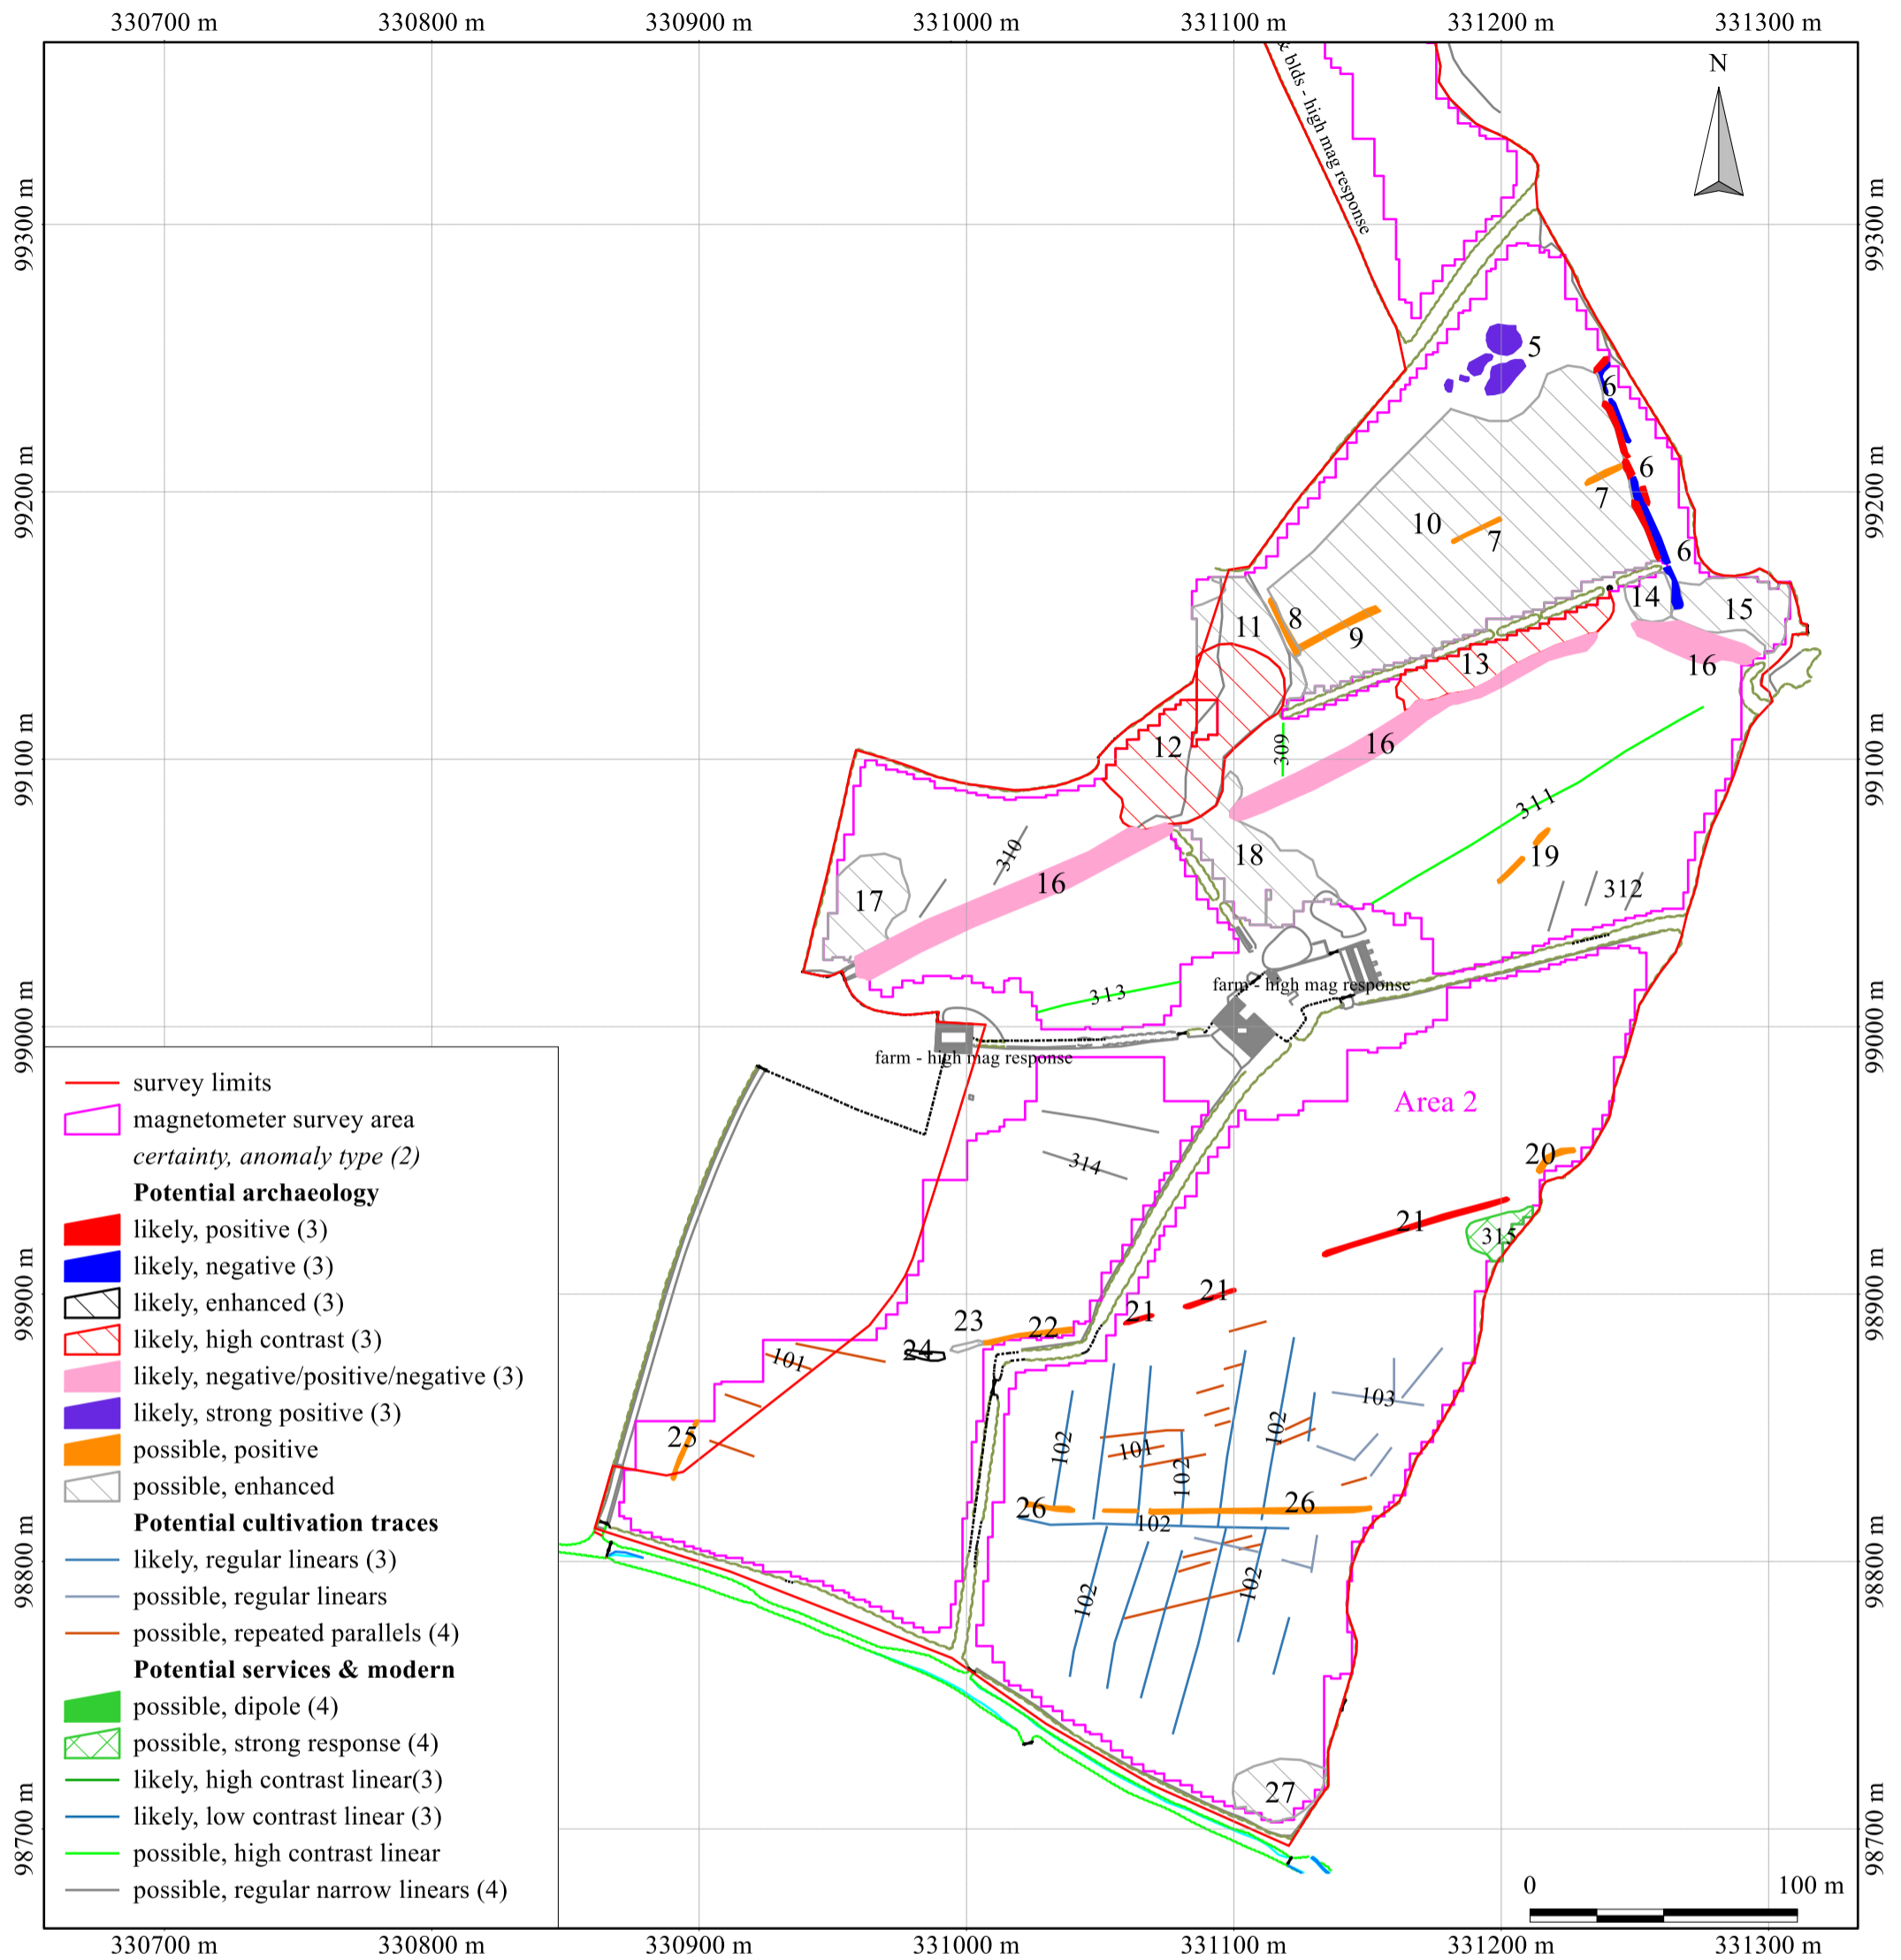 330700 m
330800 m
330900 m
331000 m
331100 m
331200 m
331300 m
& blds - high mag response
N
99300 m
99300 m
5
6
99200 m
6
7
10
7
6
99200 m
8
9
11
14
15
13
16
99100 m
12
309
16
99100 m
311
310
18
19
16
17
312
farm - high mag response
313
99000 m
99000 m
farm - high mag response
Area 2
314
20
21
315
98900 m
21
21
98900 m
23
22
24
101
103
25
102
101
102
102
26
26
102
98800 m
102
102
98800 m
27
98700 m
98700 m
survey limits
magnetometer survey area
certainty, anomaly type (2)
Potential archaeology
likely, positive (3)
likely, negative (3)
likely, enhanced (3)
likely, high contrast (3)
likely, negative/positive/negative (3)
likely, strong positive (3)
possible, positive
possible, enhanced
Potential cultivation traces
likely, regular linears (3)
possible, regular linears
possible, repeated parallels (4)
Potential services & modern
possible, dipole (4)
possible, strong response (4)
likely, high contrast linear(3)
likely, low contrast linear (3)
possible, high contrast linear
possible, regular narrow linears (4)
0 100 m
330700 m
330800 m
330900 m
331000 m
331100 m
331200 m
331300 m